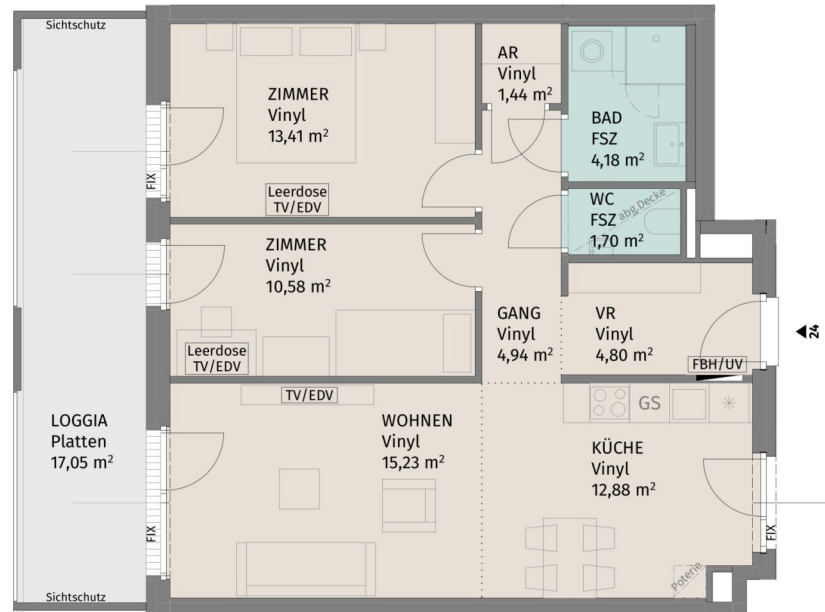 Sichtschutz
ZIMMER
Vinyl
13,41 m²
Leerdose
TV/EDV
FIX
AR
Vinyl
1,44 m²
BAD
FSZ
4,18 m²
WC
FSZ
1,70 m²
abg.Decke
ZIMMER
Vinyl
10,58 m²
Leerdose
TV/EDV
GANG
Vinyl
4,94 m²
VR
Vinyl
4,80 m²
FBH/UV
24
LOGGIA
Platten
17,05 m²
TV/EDV
WOHNEN
Vinyl
15,23 m²
GS
KÜCHE
Vinyl
12,88 m²
FIX
FIX
Poterie
Sichtschutz